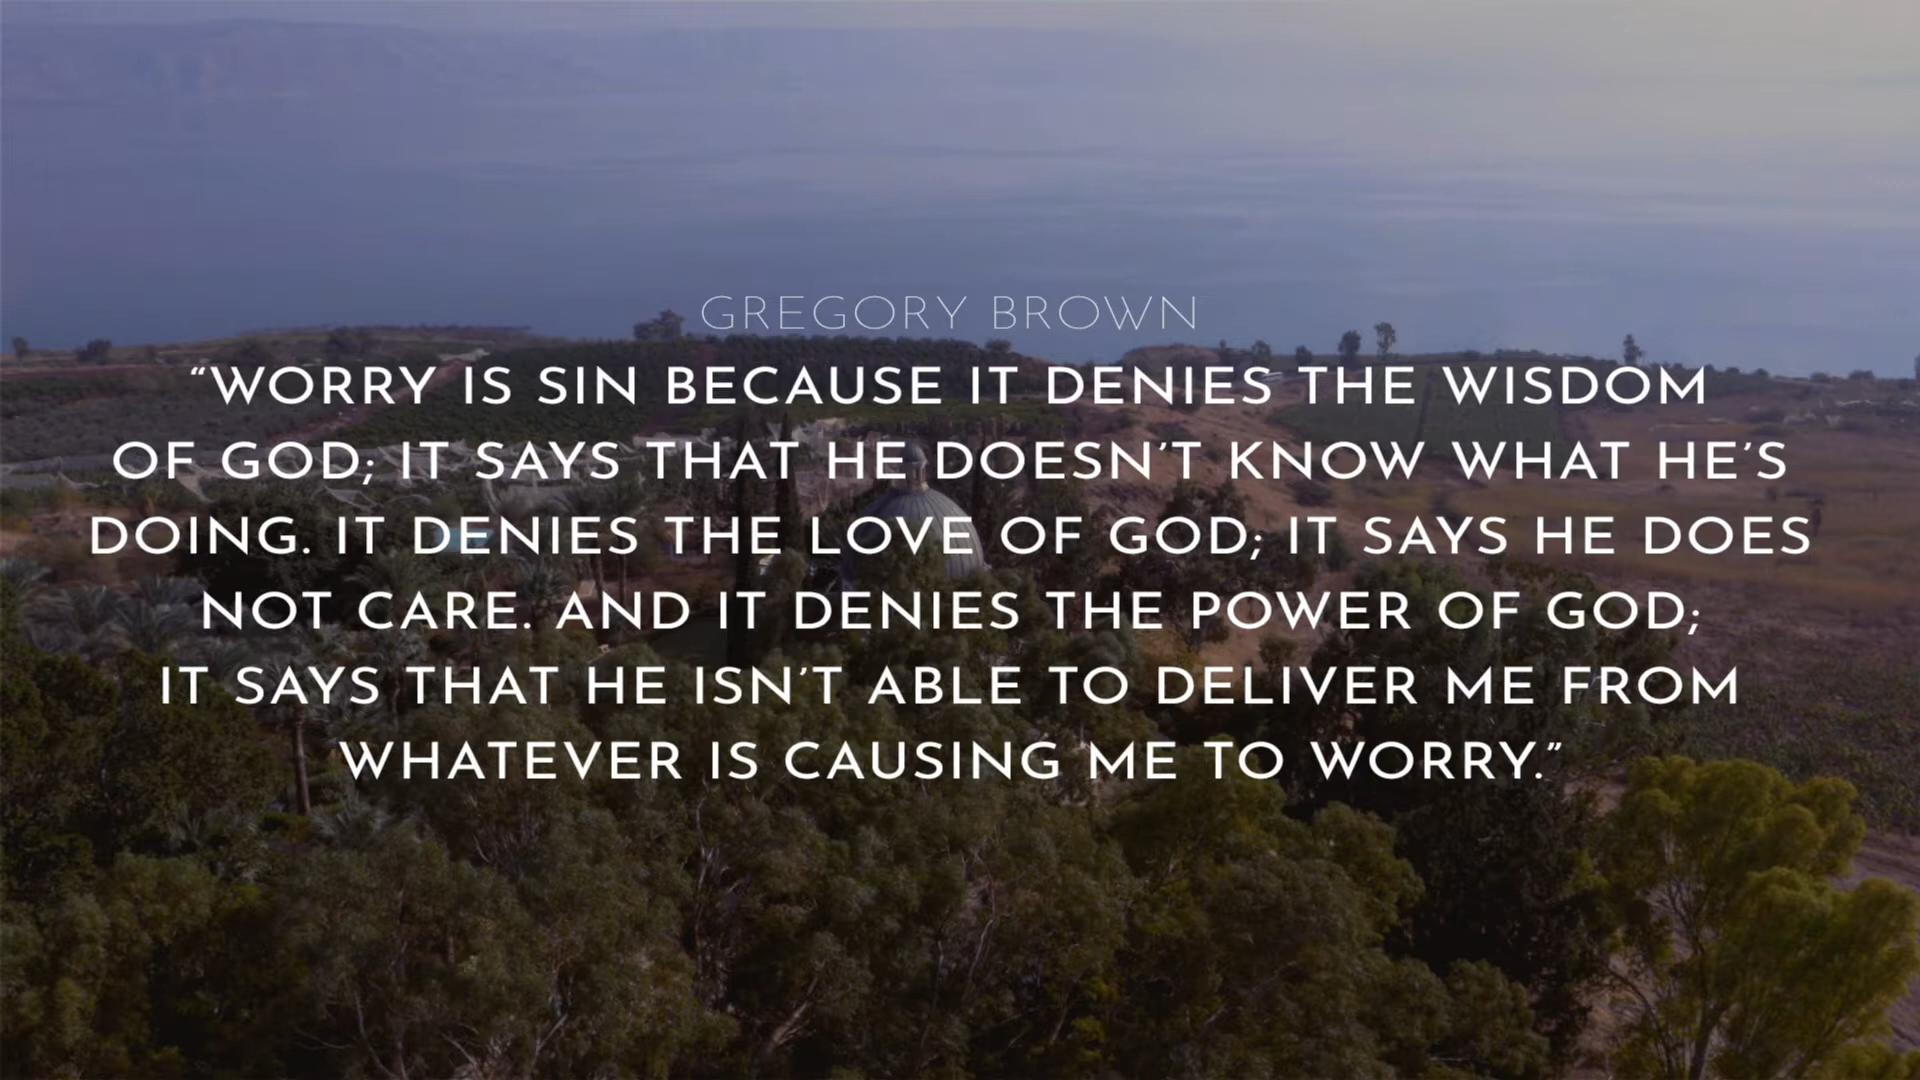 GREGORY BROWN
“WORRY IS SIN BECAUSE IT DENIES THE WISDOM
OF GOD; IT SAYS THAT HE DOESN’T KNOW WHAT HE’S
DOING. IT DENIES THE LOVE OF GOD; IT SAYS HE DOES
NOT CARE. AND IT DENIES THE POWER OF GOD;
IT SAYS THAT HE ISN’T ABLE TO DELIVER ME FROM
WHATEVER IS CAUSING ME TO WORRY.”